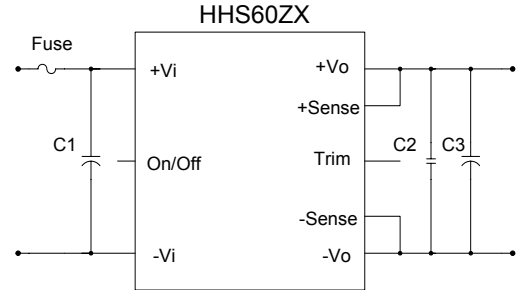 HHS60ZX
Fuse
+Vi
+Vo
+Sense
C1
On/Off
Trim
C2
C3
-Sense
-Vi
-Vo